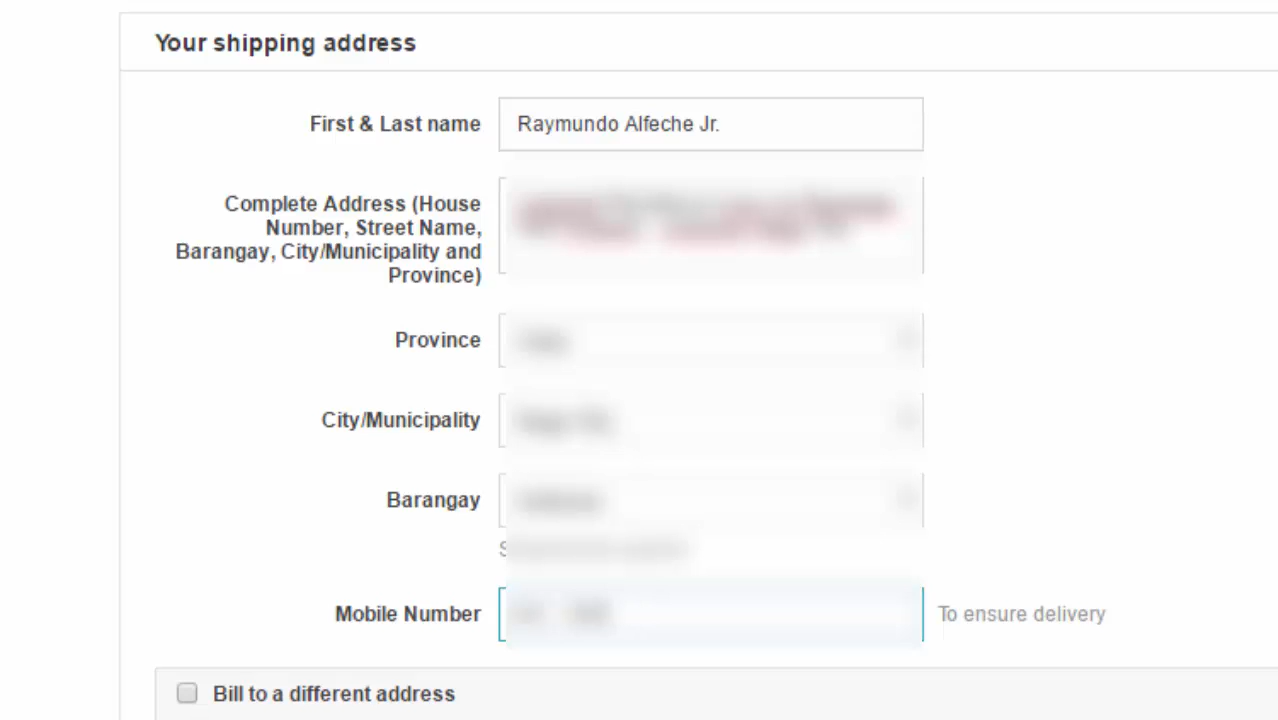 Your shipping address
First & Last name
Raymundo Alfeche Jr.
Complete Address (House
Number, Street Name,
Barangay, City/Municipality and
Province)
Province
City/Municipality
Barangay
Mobile Number
To ensure delivery
Bill to a different address